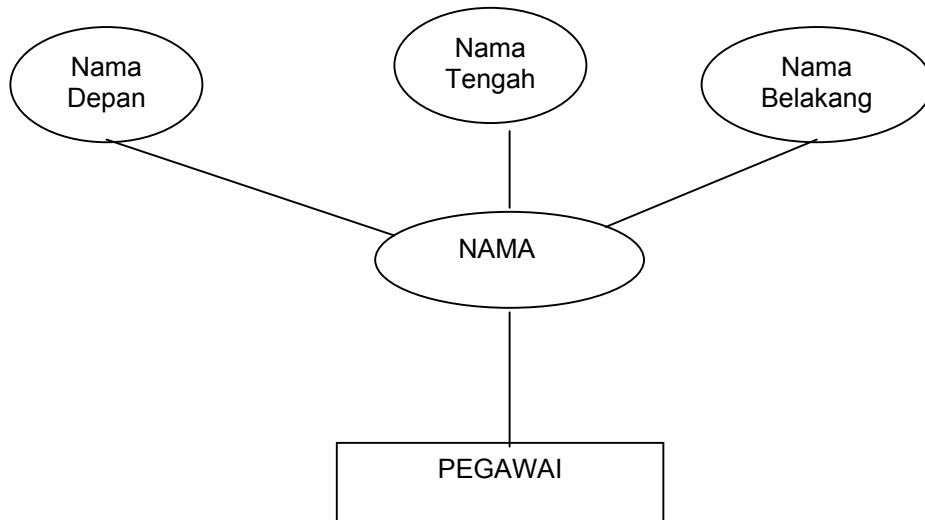 Nama
Depan
Nama
Tengah
Nama
Belakang
NAMA
PEGAWAI